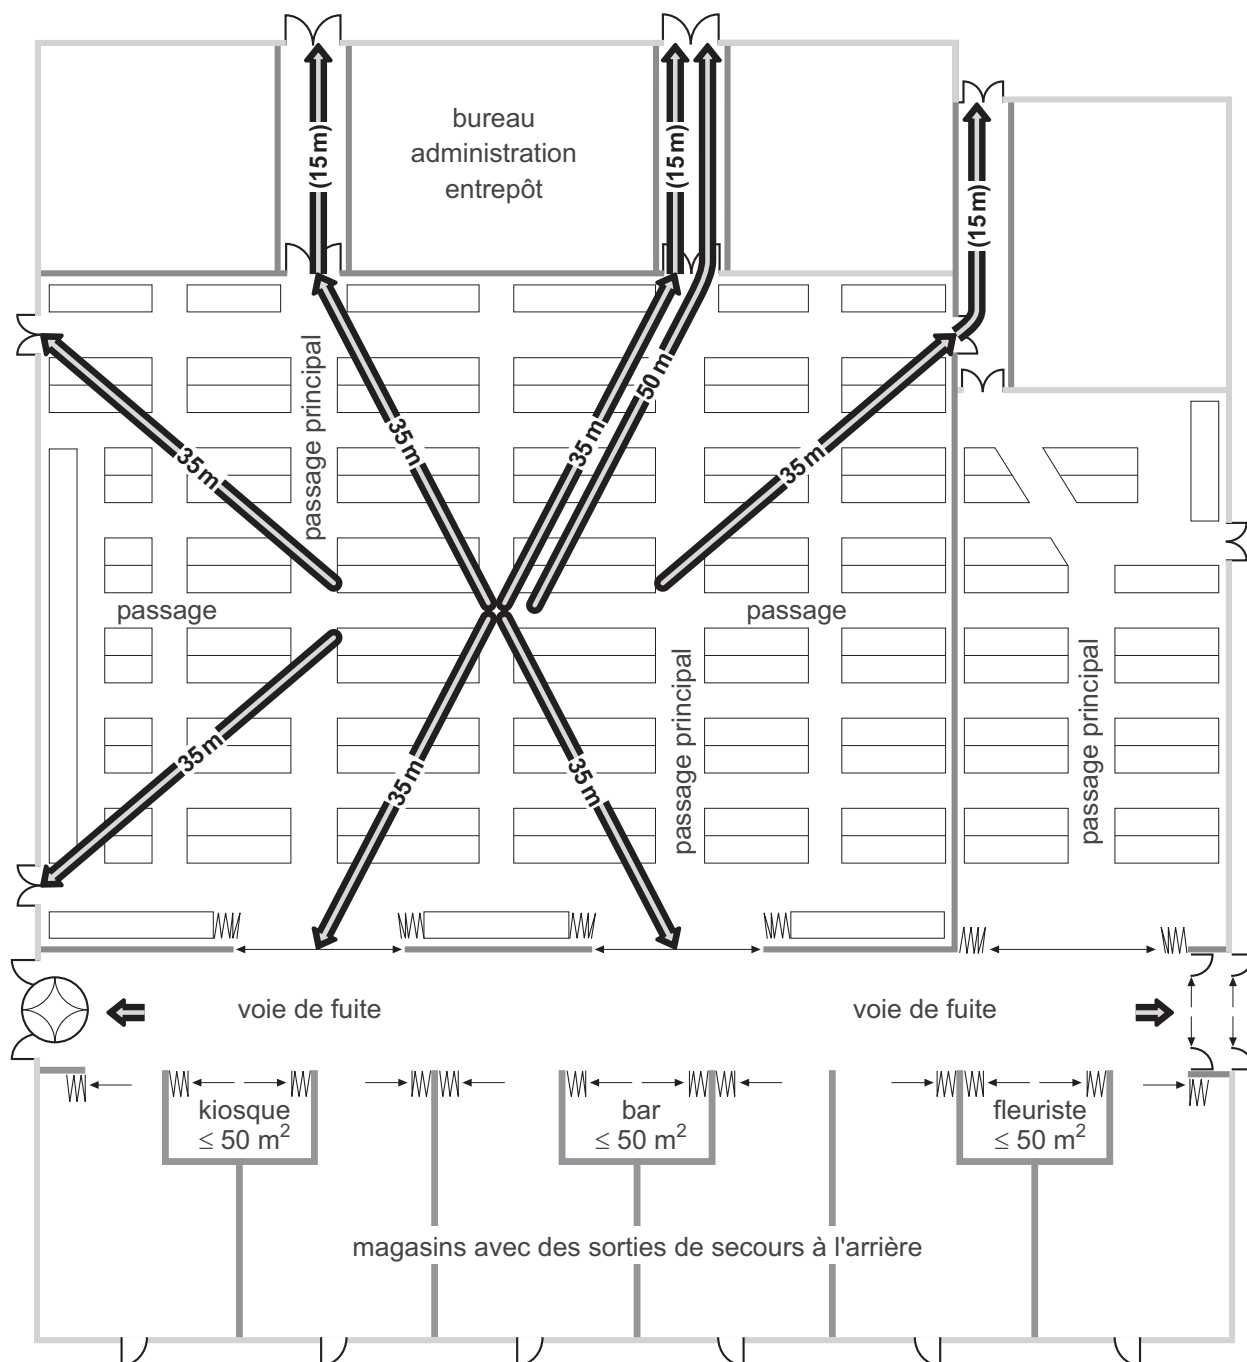 bureau
administration
entrepôt
(15 m)
(15 m)
(15 m)
passage principal
35 m
35 m
35 m
50 m
35 m
passage
passage
passage principal
passage principal
35 m
35 m
35 m
voie de fuite
voie de fuite
kiosque
≤ 50 m²
bar
≤ 50 m²
fleuriste
≤ 50 m²
magasins avec des sorties de secours à l'arrière